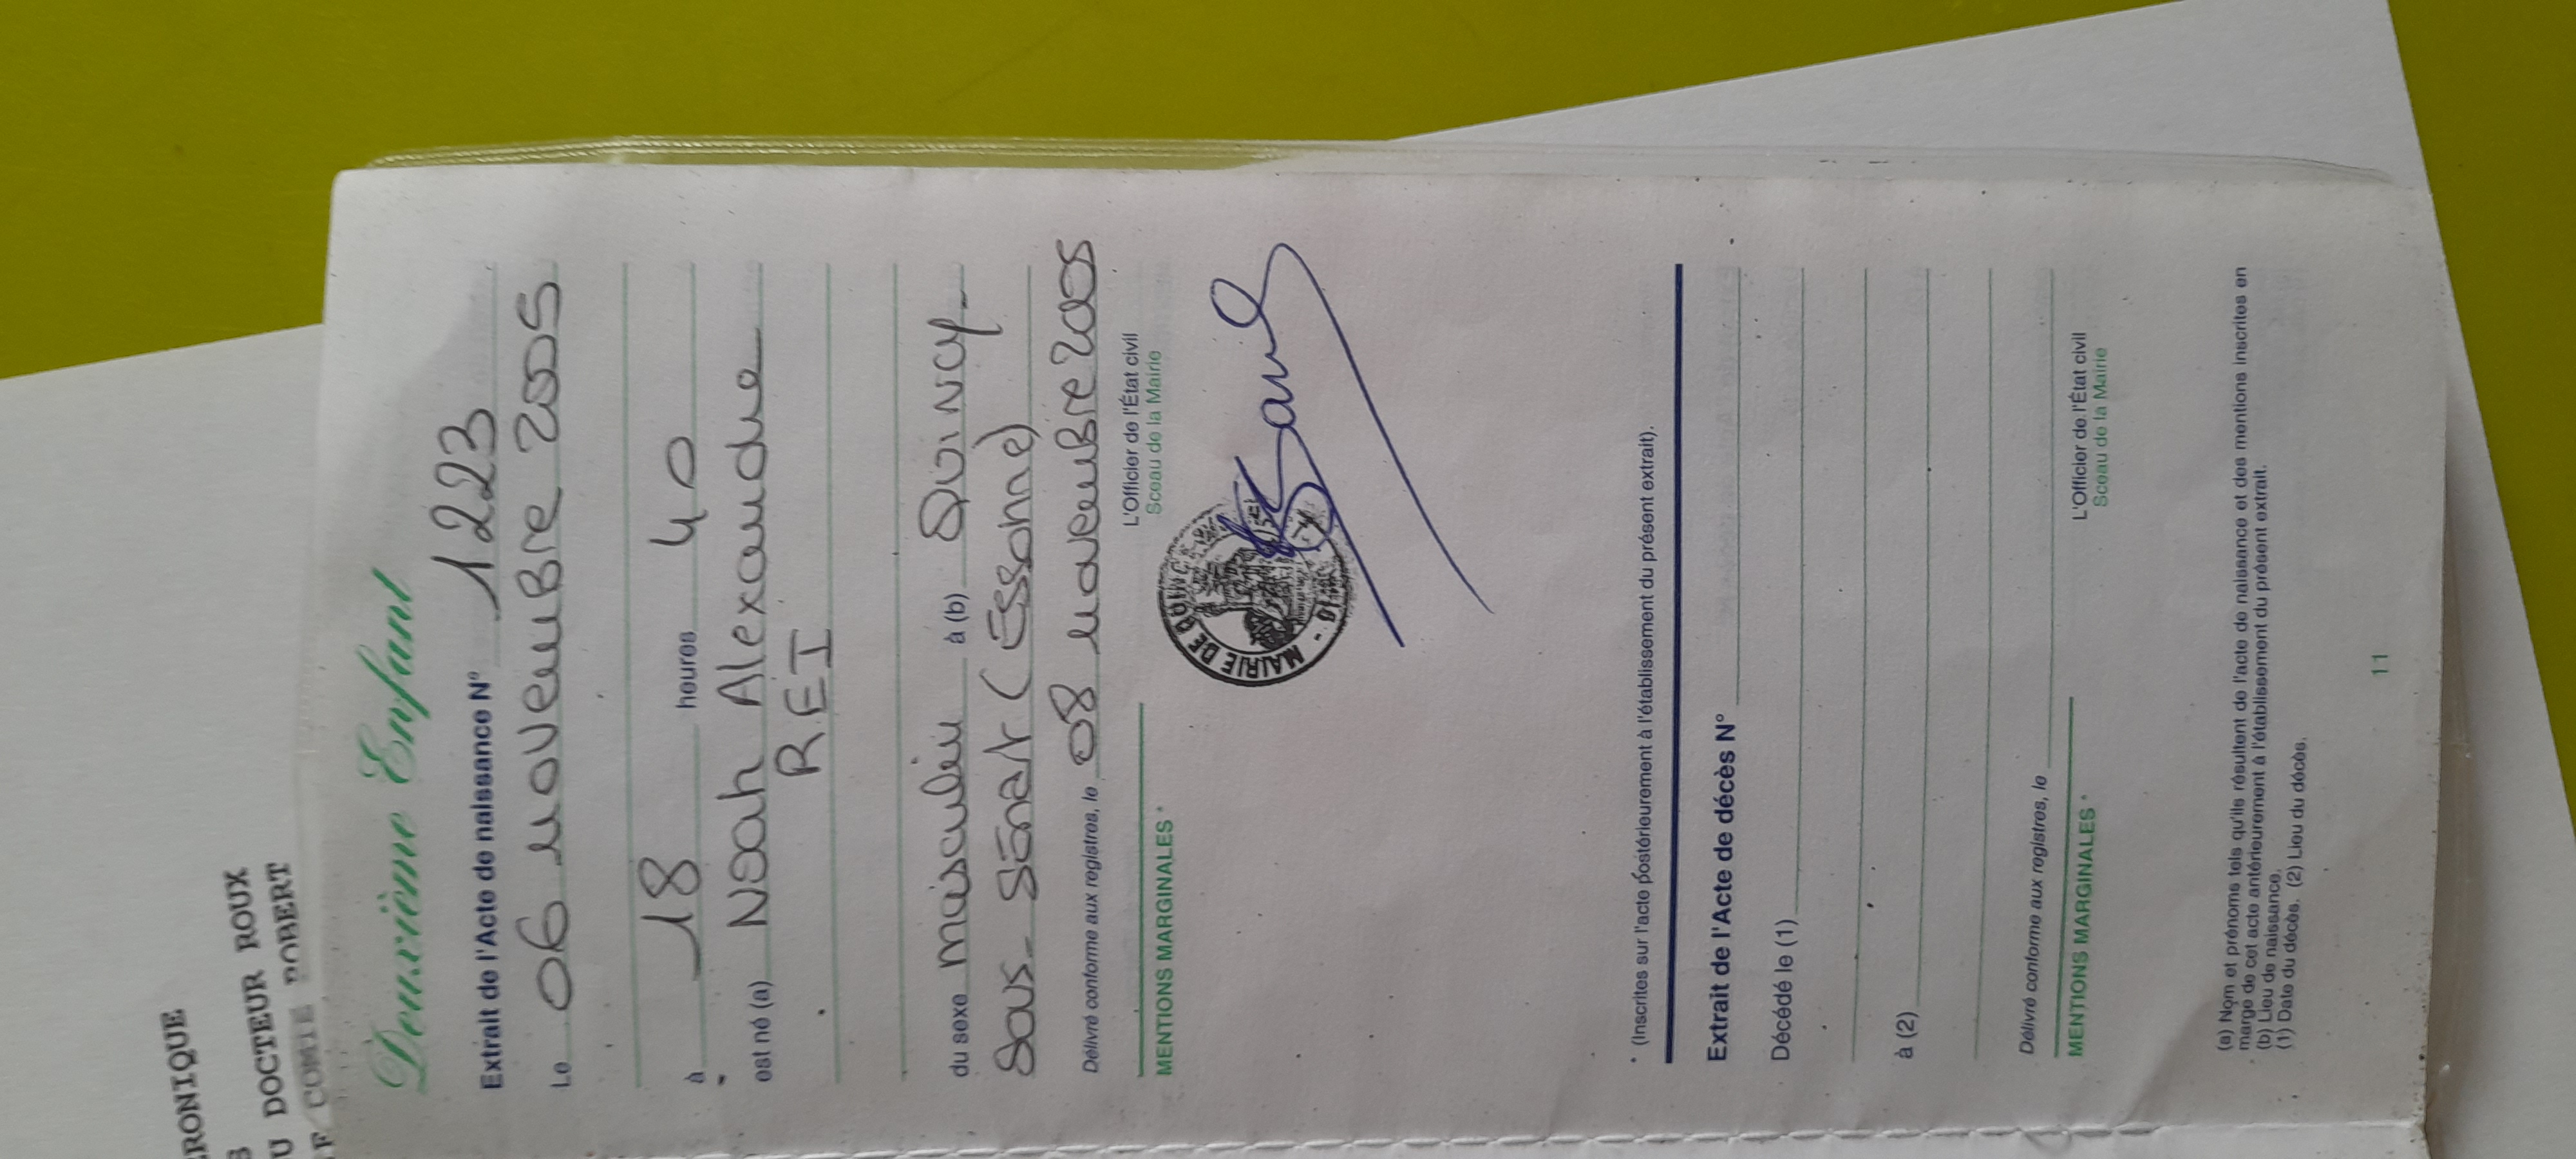 ERONIQUE
U DOCTEUR ROUX
Deuxième Enfant
Extrait de l'Acte de naissance N° 1223
Le 06 novembre 2005
à 18 heures 40
est né (a) Noah Alexandre
REI
du sexe masculin à (b) Quincy-
sous-Sénart (Essonne)
Délivré conforme aux registres, le 08 novembre 2005
L'Officier de l'État civil
Sceau de la Mairie
MENTIONS MARGINALES *
MAIRIE DE
* (Inscrites sur l'acte postérieurement à l'établissement du présent extrait).
Extrait de l'Acte de décès N°
Décédé le (1)
à (2)
Délivré conforme aux registres, le
L'Officier de l'État civil
Sceau de la Mairie
MENTIONS MARGINALES *
(a) Nom et prénoms tels qu'ils résultent de l'acte de naissance et des mentions inscrites en
marge de cet acte antérieurement à l'établissement du présent extrait.
(b) Lieu de naissance.
(1) Date du décès. (2) Lieu du décès.
11